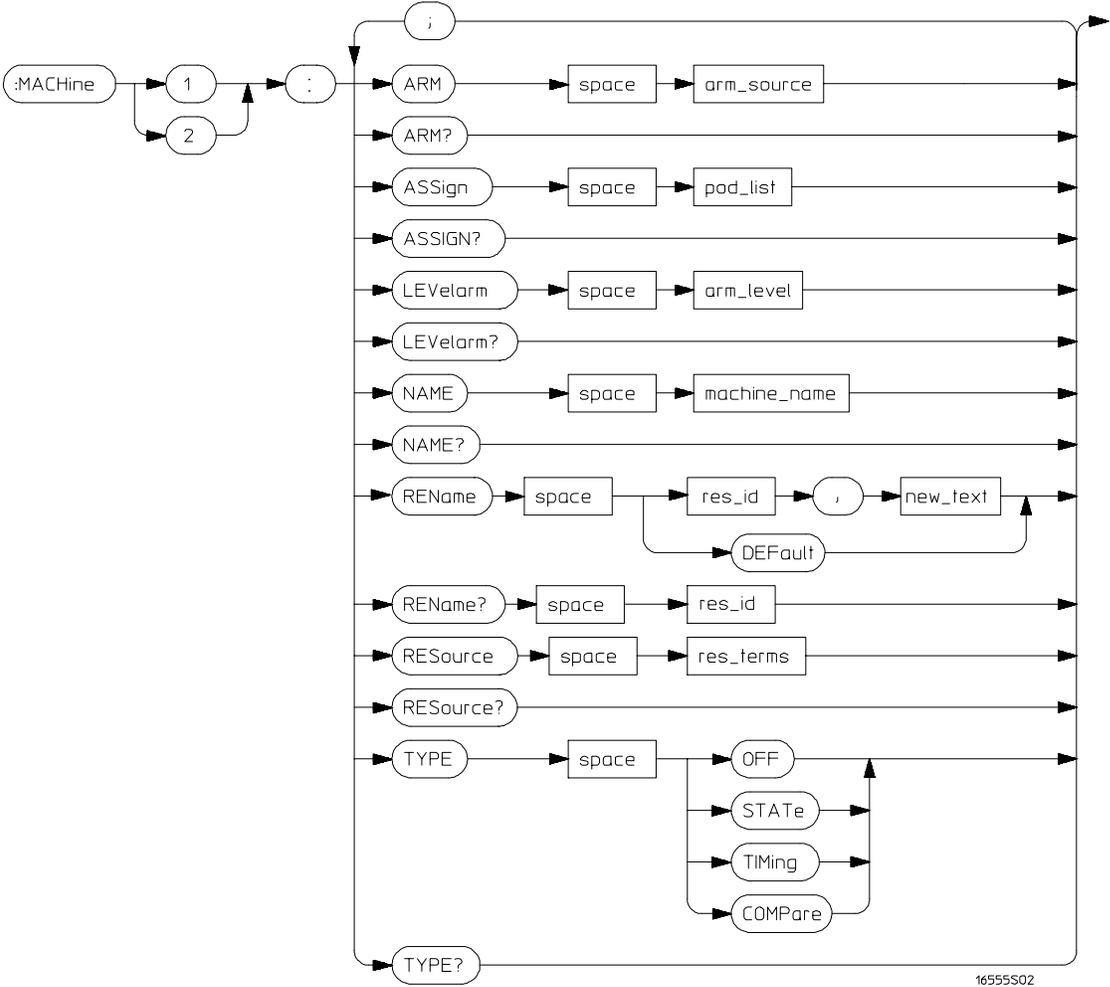 ;
:MACHine 1 : ARM space arm_source
2 ARM?
ASSign space pod_list
ASSIGN?
LEVelarm space arm_level
LEVelarm?
NAME space machine_name
NAME?
REName space res_id , new_text
DEFault
REName? space res_id
RESource space res_terms
RESource?
TYPE space OFF
STATe
TIMing
COMPare
TYPE?
16555S02